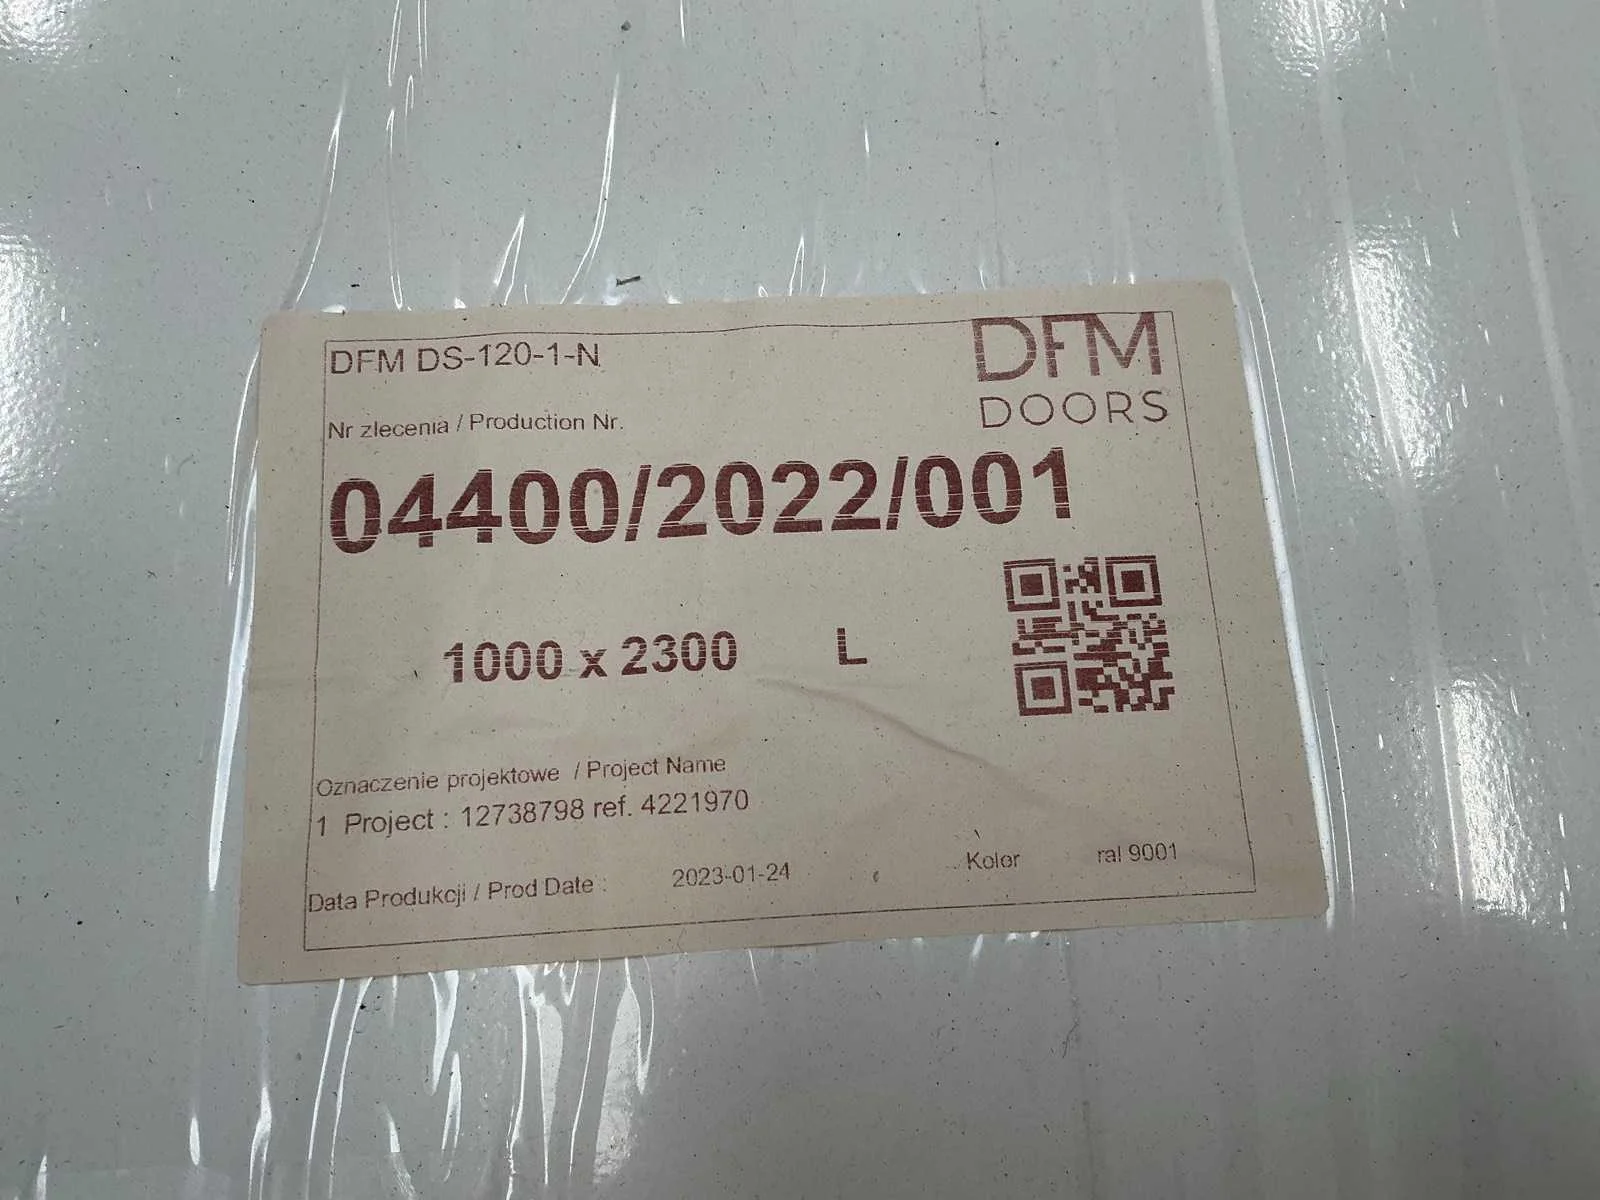 DFM DS-120-1-N
DFM
DOORS
Nr zlecenia / Production Nr.
04400/2022/001
1000 x 2300 L
Oznaczenie projektowe / Project Name
1 Project : 12738798 ref. 4221970
Data Produkcji / Prod Date : 2023-01-24 Kolor ral 9001